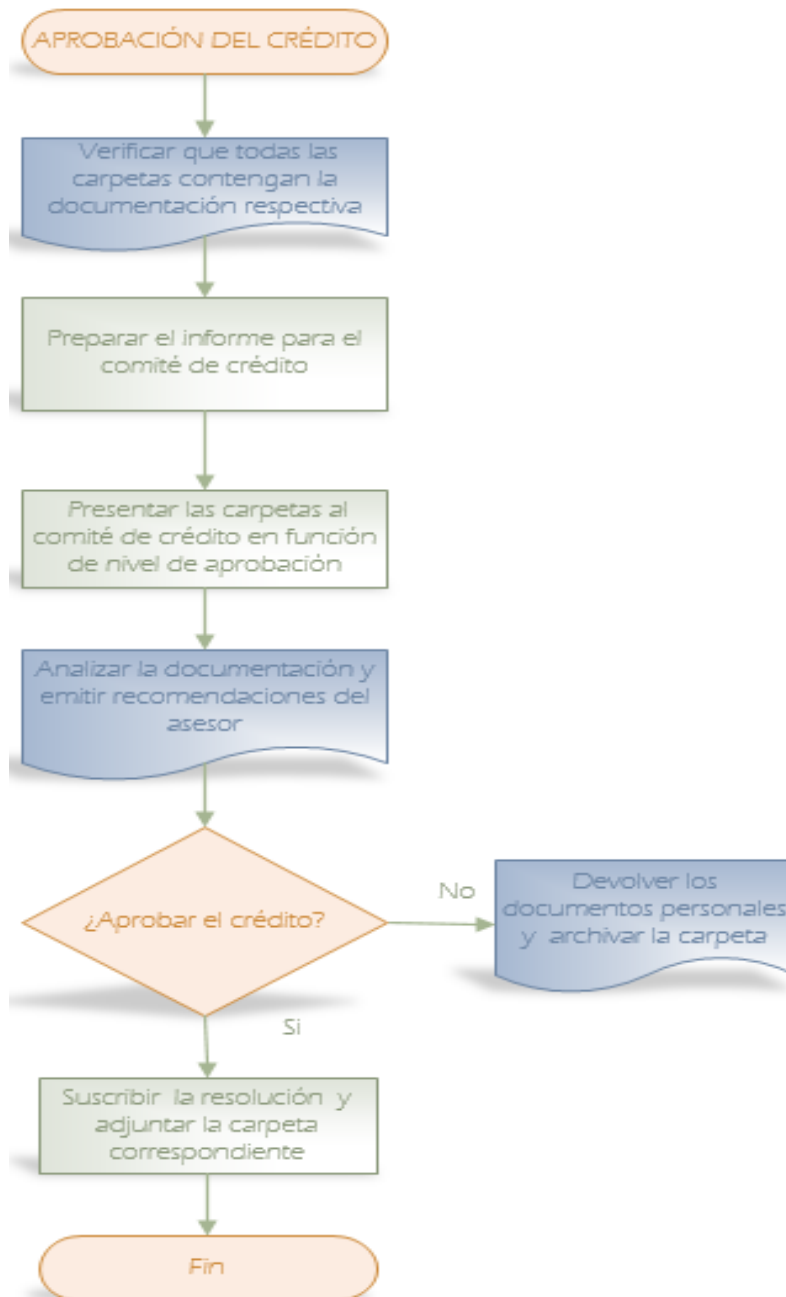 APROBACIÓN DEL CRÉDITO
Verificar que todas las
carpetas contengan la
documentación respectiva
Preparar el informe para el
comité de crédito
Presentar las carpetas al
comité de crédito en función
de nivel de aprobación
Analizar la documentación y
emitir recomendaciones del
asesor
¿Aprobar el crédito?
No
Devolver los
documentos personales
y archivar la carpeta
Si
Suscribir la resolución y
adjuntar la carpeta
correspondiente
Fin